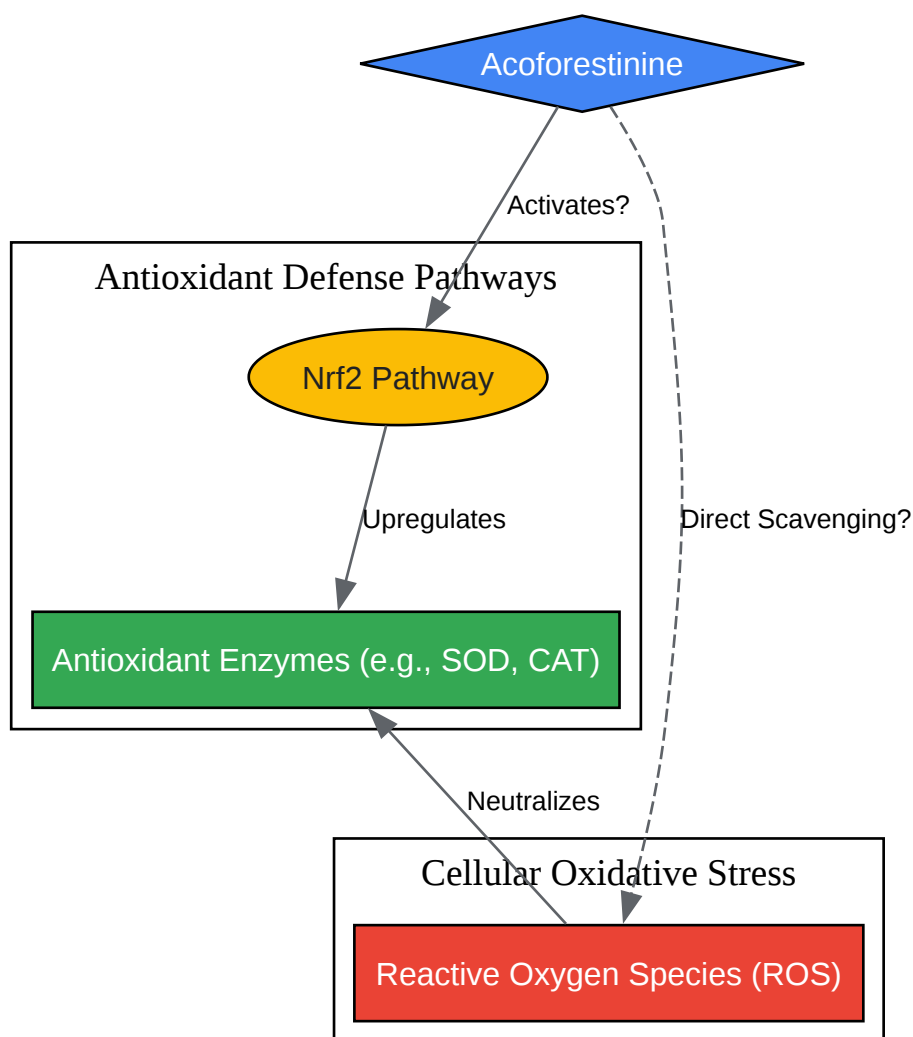 Acoforestinine
Activates?
Antioxidant Defense Pathways
Nrf2 Pathway
Upregulates
Direct Scavenging?
Antioxidant Enzymes (e.g., SOD, CAT)
Neutralizes
Cellular Oxidative Stress
Reactive Oxygen Species (ROS)